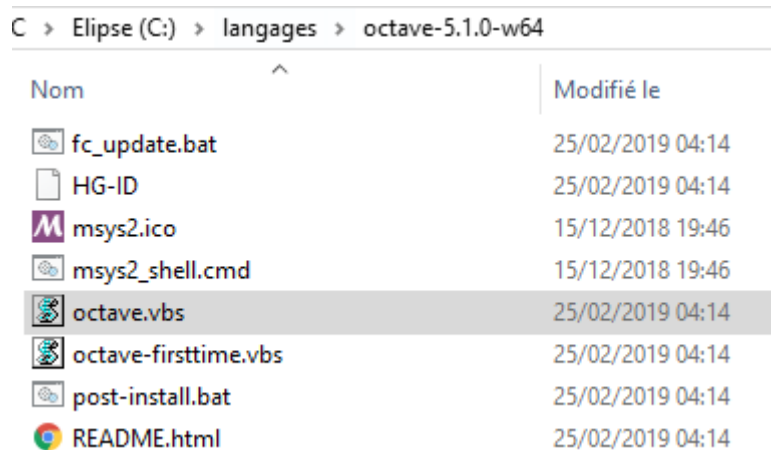 C > Elipse (C:) > langages > octave-5.1.0-w64
Nom Modifié le
fc_update.bat 25/02/2019 04:14
HG-ID 25/02/2019 04:14
msys2.ico 15/12/2018 19:46
msys2_shell.cmd 15/12/2018 19:46
octave.vbs 25/02/2019 04:14
octave-firsttime.vbs 25/02/2019 04:14
post-install.bat 25/02/2019 04:14
README.html 25/02/2019 04:14